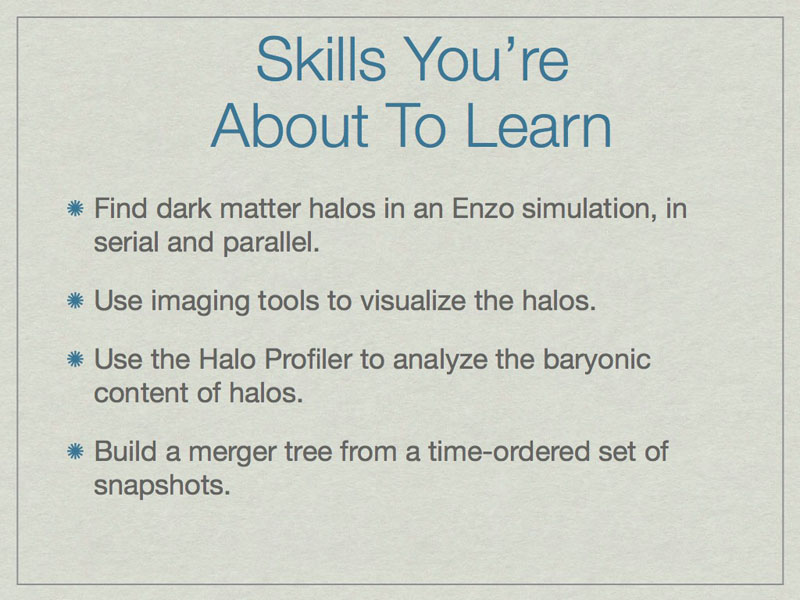 Skills You’re
About To Learn
Find dark matter halos in an Enzo simulation, in
serial and parallel.
Use imaging tools to visualize the halos.
Use the Halo Profiler to analyze the baryonic
content of halos.
Build a merger tree from a time-ordered set of
snapshots.